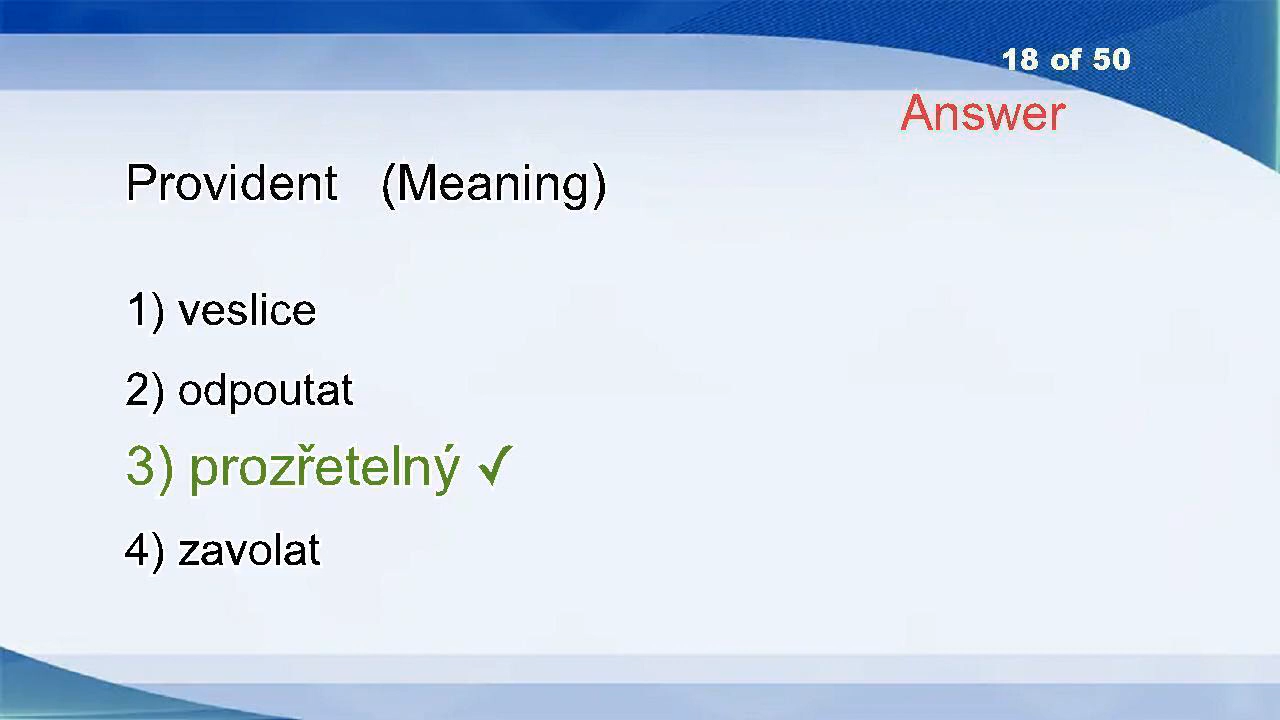 18 of 50
Answer
Provident (Meaning)
1) veslice
2) odpoutat
3) prozřetelný ✓
4) zavolat